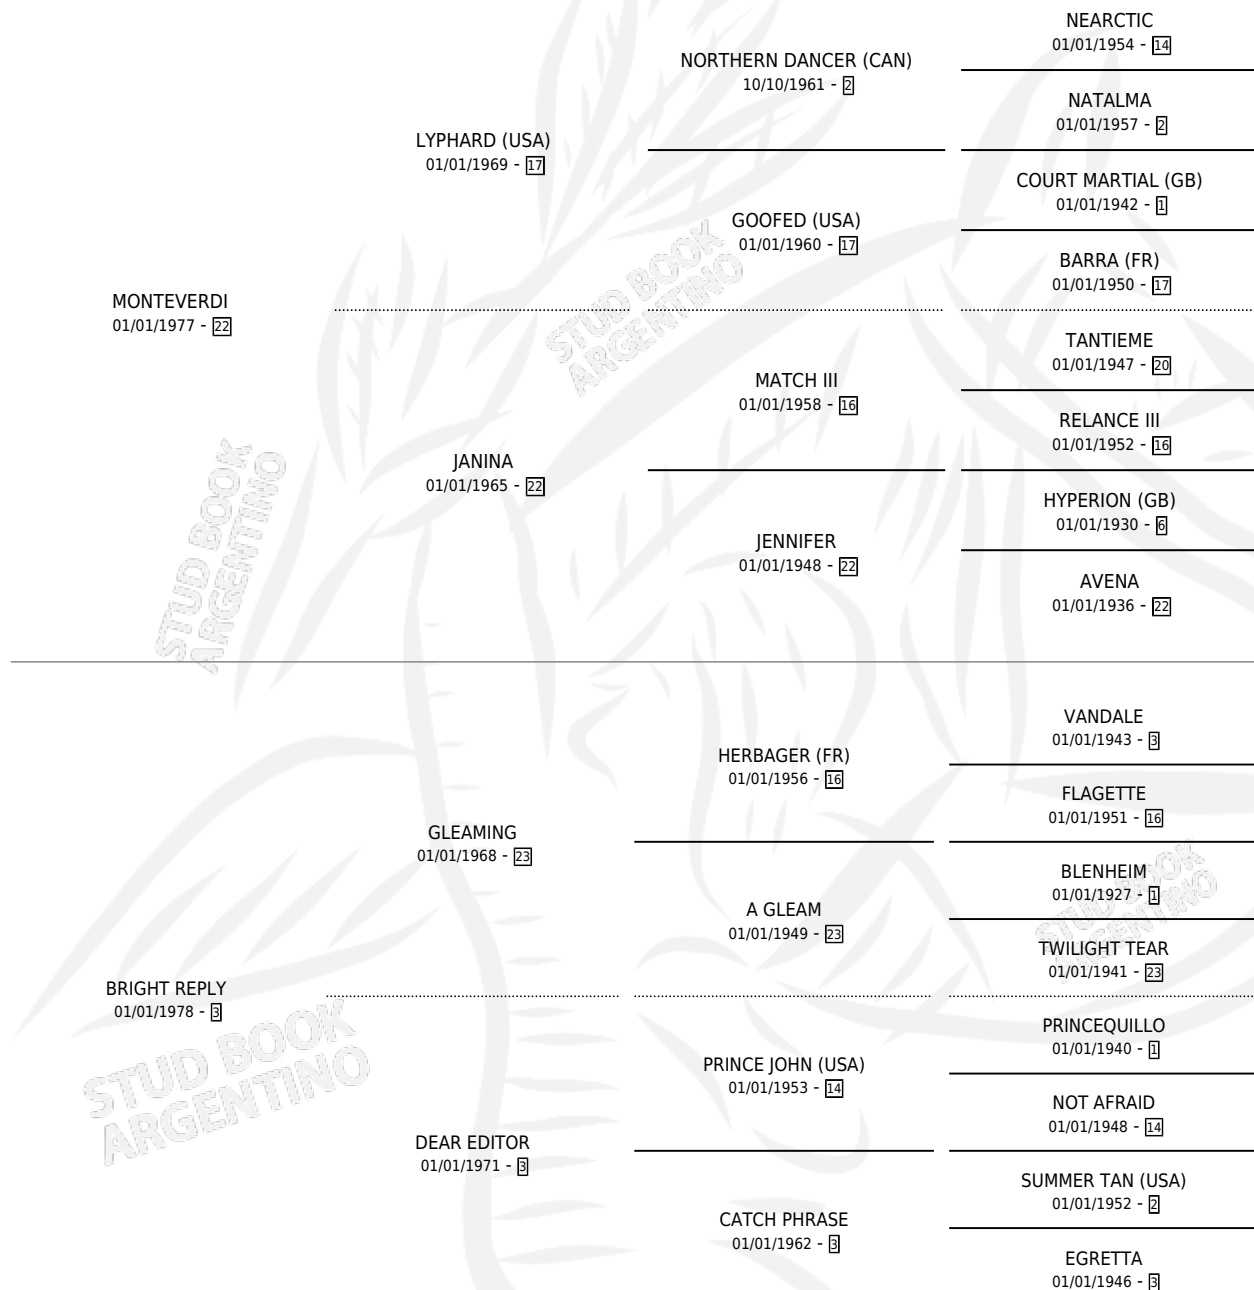 NEARCTIC
01/01/1954 - 14
NORTHERN DANCER (CAN)
10/10/1961 - 2
NATALMA
01/01/1957 - 2
LYPHARD (USA)
01/01/1969 - 17
COURT MARTIAL (GB)
01/01/1942 - 1
GOOFED (USA)
01/01/1960 - 17
BARRA (FR)
01/01/1950 - 17
MONTEVERDI
01/01/1977 - 22
TANTIEME
01/01/1947 - 20
MATCH III
01/01/1958 - 16
RELANCE III
01/01/1952 - 16
JANINA
01/01/1965 - 22
HYPERION (GB)
01/01/1930 - 6
JENNIFER
01/01/1948 - 22
AVENA
01/01/1936 - 22
VANDALE
01/01/1943 - 3
HERBAGER (FR)
01/01/1956 - 16
FLAGETTE
01/01/1951 - 16
GLEAMING
01/01/1968 - 23
BLENHEIM
01/01/1927 - 1
A GLEAM
01/01/1949 - 23
TWILIGHT TEAR
01/01/1941 - 23
BRIGHT REPLY
01/01/1978 - 3
PRINCEQUILLO
01/01/1940 - 1
PRINCE JOHN (USA)
01/01/1953 - 14
NOT AFRAID
01/01/1948 - 14
DEAR EDITOR
01/01/1971 - 3
SUMMER TAN (USA)
01/01/1952 - 2
CATCH PHRASE
01/01/1962 - 3
EGRETTA
01/01/1946 - 3
STUD BOOK
ARGENTINO
STUD BOOK
ARGENTINO
STUD BOOK
ARGENTINO
STUD BOOK
ARGENTINO